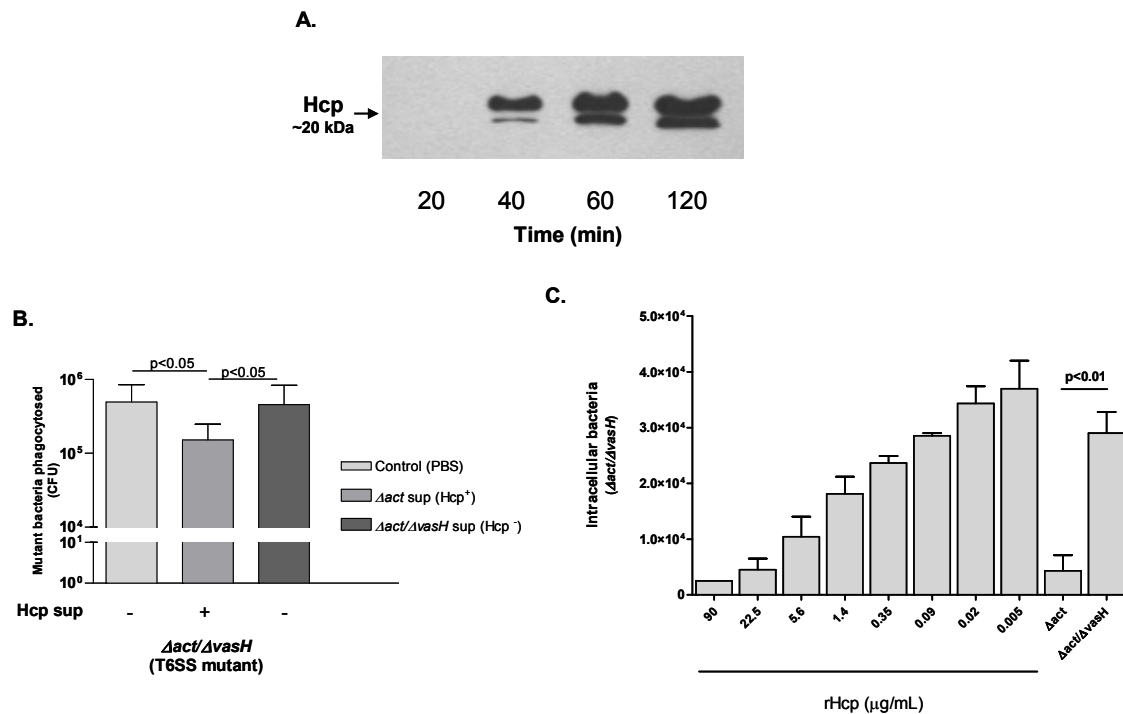 A.
Hcp
~20 kDa
20 40 60 120
Time (min)
B.
p<0.05 p<0.05
10⁶
10⁵
10⁴
10¹
10⁰
Mutant bacteria phagocytosed
(CFU)
Control (PBS)
Δact sup (Hcp⁺)
Δact/ΔvasH sup (Hcp ⁻)
Hcp sup - + -
Δact/ΔvasH
(T6SS mutant)
C.
5.0×10⁴
4.0×10⁴
3.0×10⁴
2.0×10⁴
1.0×10⁴
0
Intracellular bacteria
(Δact/ΔvasH)
p<0.01
90 22.5 5.6 1.4 0.35 0.09 0.02 0.005 Δact Δact/ΔvasH
rHcp (μg/mL)